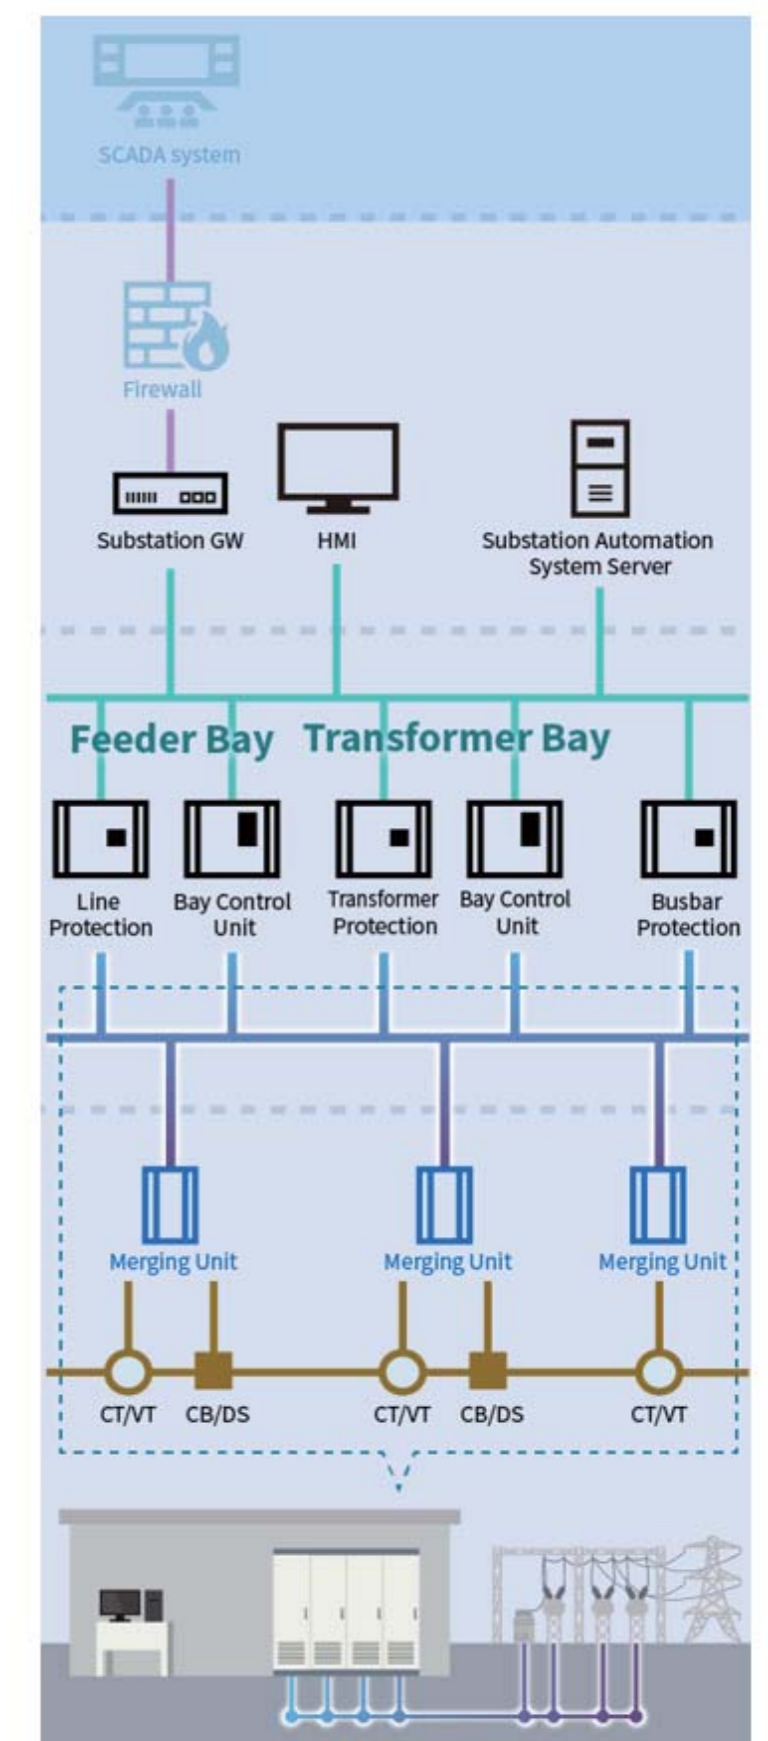 SCADA system
Firewall
Substation GW
HMI
Substation Automation
System Server
Feeder Bay
Transformer Bay
Line
Protection
Bay Control
Unit
Transformer
Protection
Bay Control
Unit
Busbar
Protection
Merging Unit
Merging Unit
Merging Unit
CT/VT
CB/DS
CT/VT
CB/DS
CT/VT